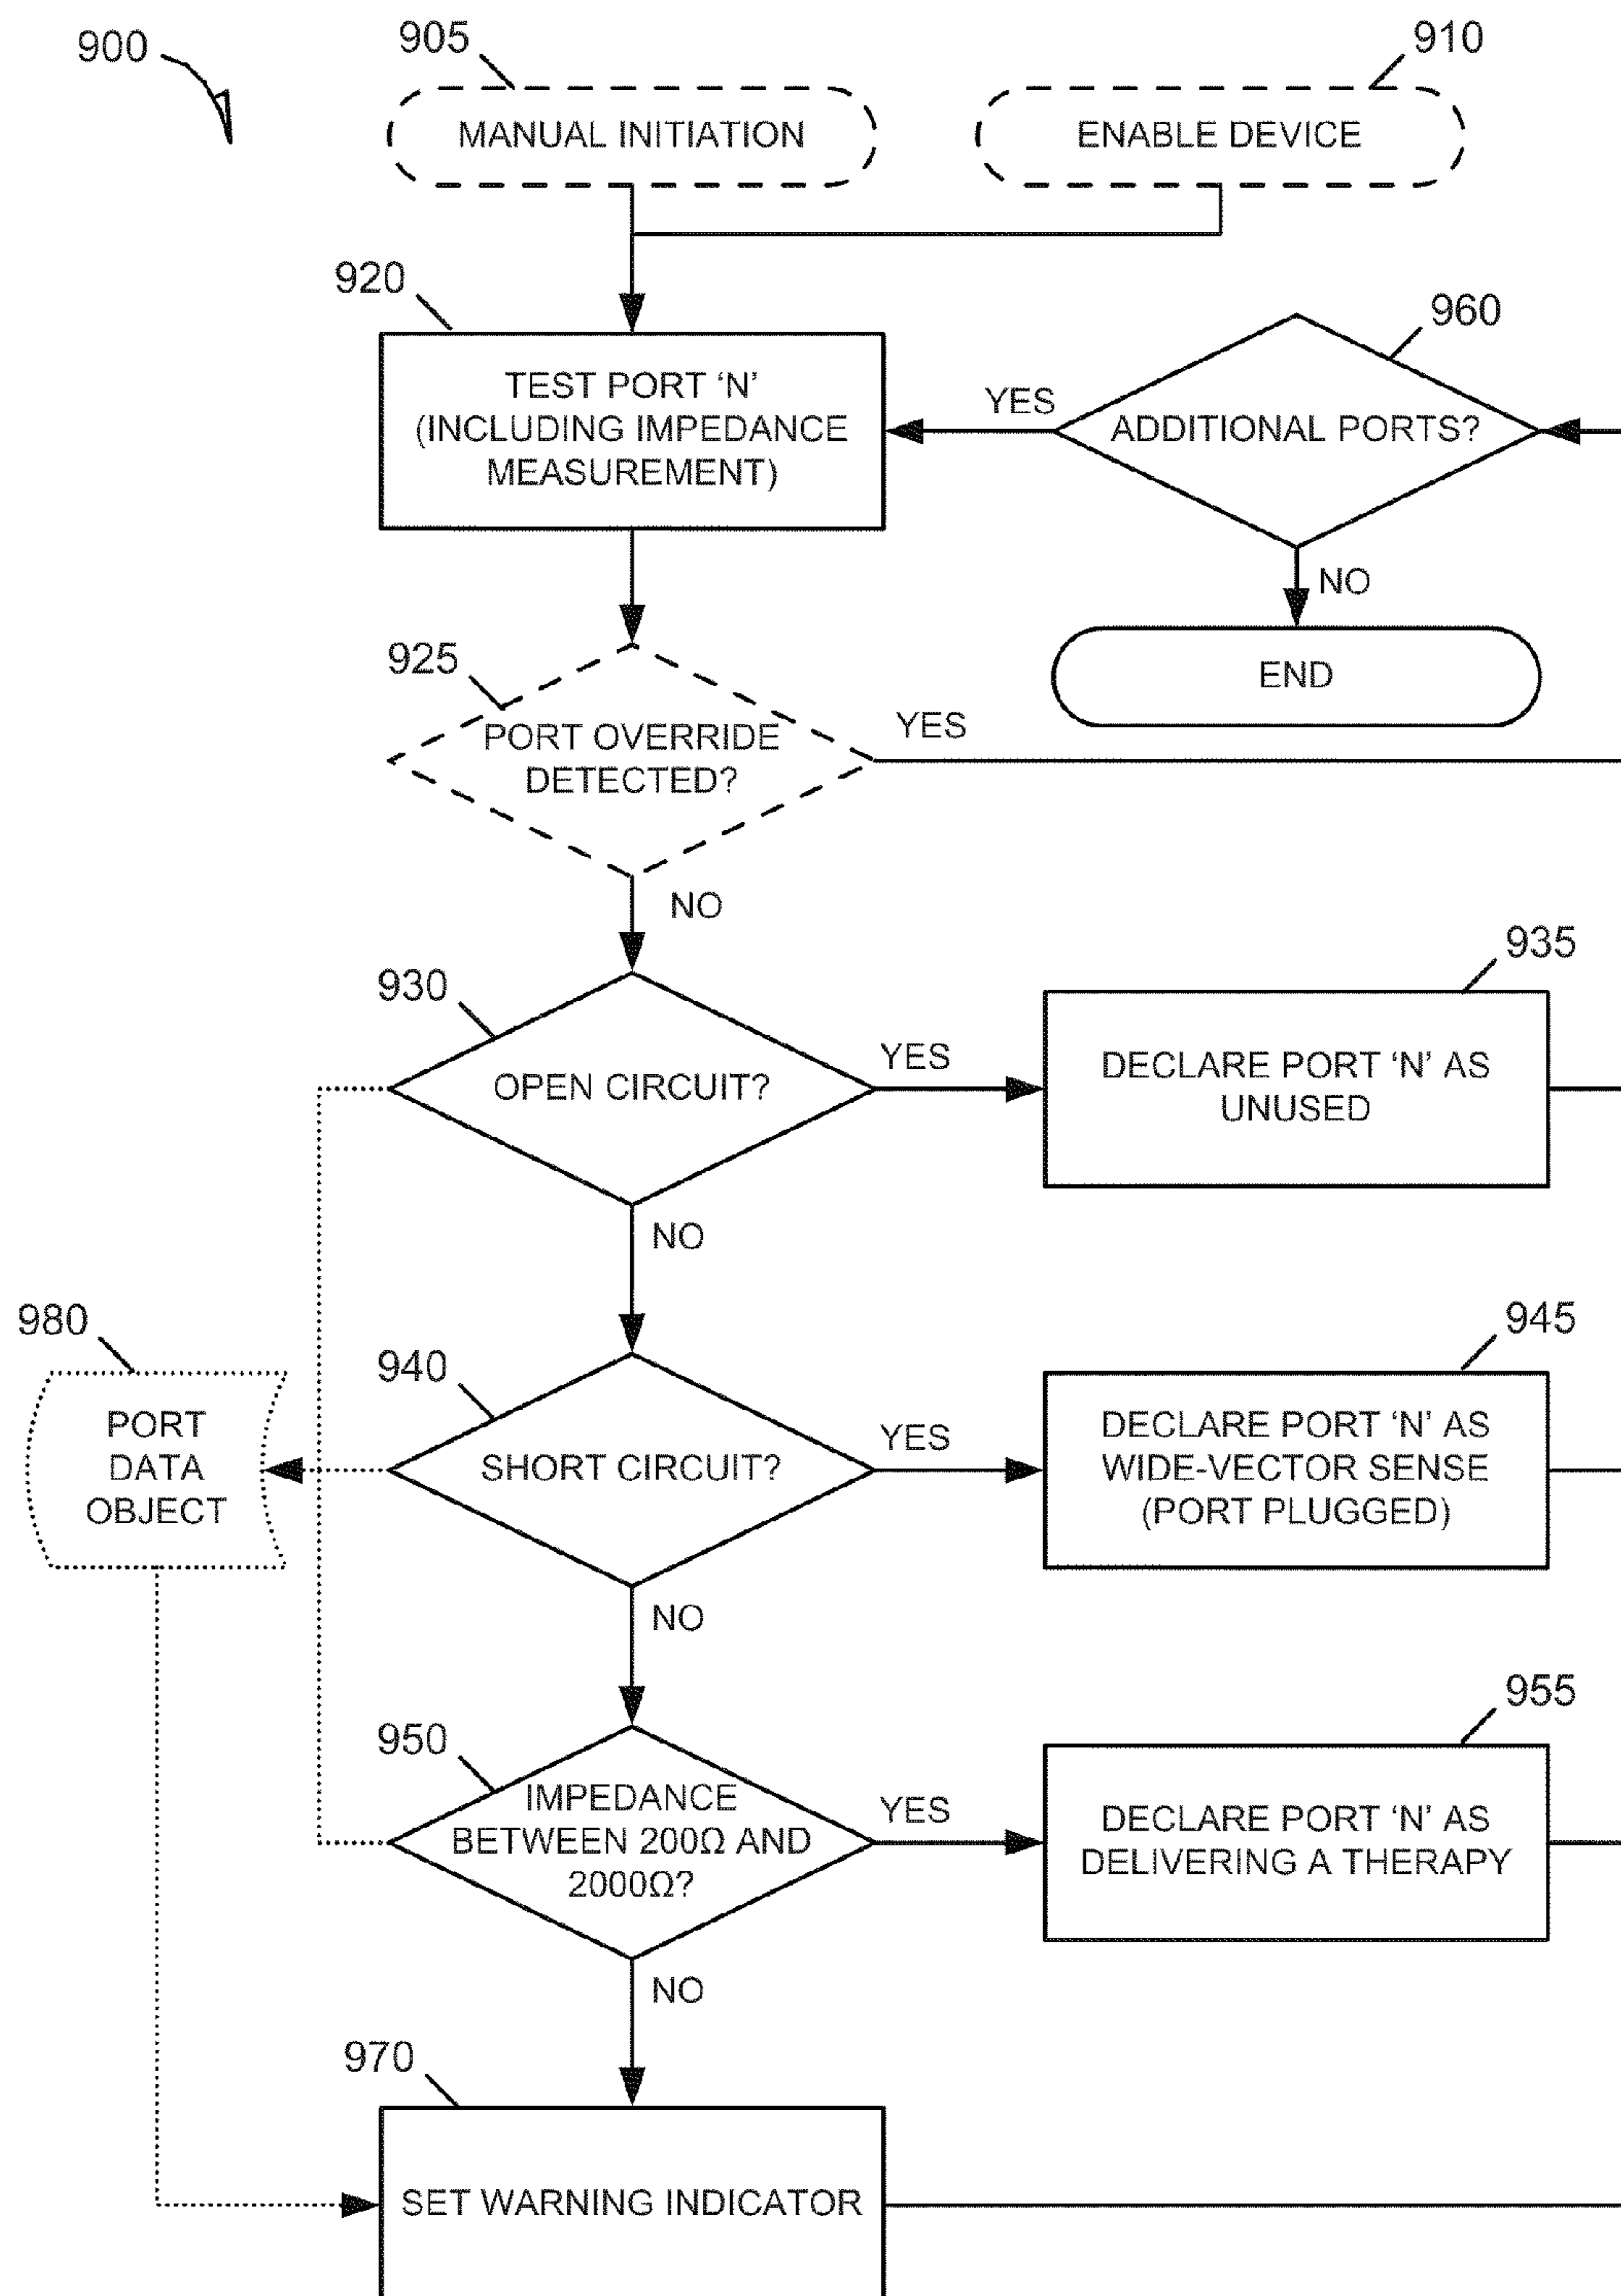 900
905
MANUAL INITIATION
910
ENABLE DEVICE
920
TEST PORT ‘N’
(INCLUDING IMPEDANCE
MEASUREMENT)
960
ADDITIONAL PORTS?
YES
NO
END
925
PORT OVERRIDE
DETECTED?
YES
NO
930
OPEN CIRCUIT?
YES
935
DECLARE PORT ‘N’ AS
UNUSED
NO
980
PORT
DATA
OBJECT
940
SHORT CIRCUIT?
YES
945
DECLARE PORT ‘N’ AS
WIDE-VECTOR SENSE
(PORT PLUGGED)
NO
950
IMPEDANCE
BETWEEN 200Ω AND
2000Ω?
YES
955
DECLARE PORT ‘N’ AS
DELIVERING A THERAPY
NO
970
SET WARNING INDICATOR